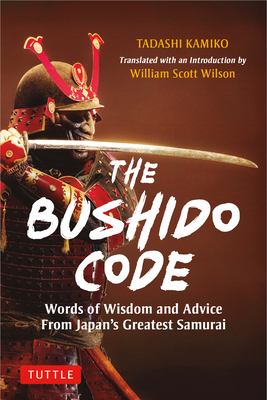 TADASHI KAMIKO
Translated with an Introduction by
William Scott Wilson
THE
BUSHIDO
CODE
Words of Wisdom and Advice
From Japan's Greatest Samurai
TUTTLE